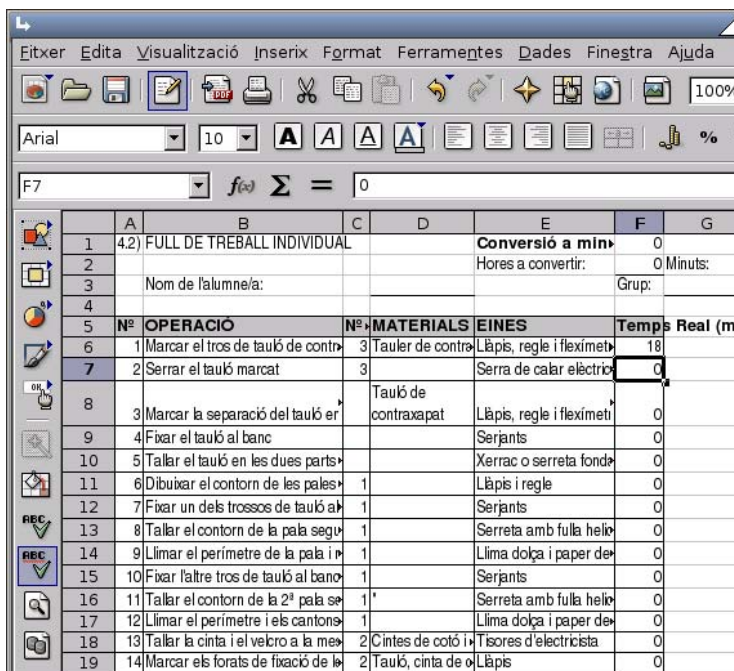 Fitxer Edita Visualització Inserix Format Ferramentes Dades Finestra Ajuda
PDF 100%
Arial 10 A A A A %
F7 f(x) Σ = 0
A B C D E F G
1 4.2) FULL DE TREBALL INDIVIDUAL Conversió a min 0
2 Hores a convertir: 0 Minuts:
3 Nom de l'alumne/a: Grup:
4
5 Nº OPERACIÓ Nº MATERIALS EINES Temps Real (m
6 1 Marcar el tros de tauló de contr 3 Tauler de contra Llàpis, regle i flexímet 18
7 2 Serrar el tauló marcat 3 Serra de calar elèctric 0
Tauló de
8 3 Marcar la separació del tauló er contraxapat Llàpis, regle i flexímeti 0
9 4 Fixar el tauló al banc Serjants 0
10 5 Tallar el tauló en les dues parts Xerrac o serreta fonda 0
11 6 Dibuixar el contorn de les pales 1 Llàpis i regle 0
12 7 Fixar un dels trossos de tauló al 1 Serjants 0
13 8 Tallar el contorn de la pala segu 1 Serreta amb fulla helio 0
14 9 Llimar el perímetre de la pala i r 1 Llima dolça i paper de 0
15 10 Fixar l'altre tros de tauló al banc 1 Serjants 0
16 11 Tallar el contorn de la 2ª pala se 1 ' Serreta amb fulla helio 0
17 12 Llimar el perímetre i els cantons 1 Llima dolça i paper de 0
18 13 Tallar la cinta i el velcro a la me 2 Cintes de cotó i Tisores d'electricista 0
19 14 Marcar els forats de fixació de le 2 Tauló, cinta de c Llàpis 0
ABC
ABC